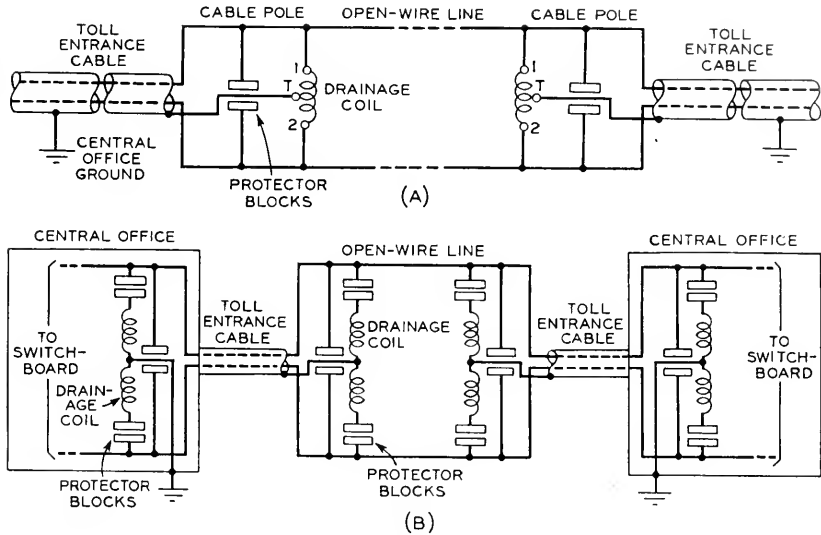 CABLE POLE
OPEN-WIRE LINE
CABLE POLE
TOLL
ENTRANCE
CABLE
TOLL
ENTRANCE
CABLE
1
T
2
DRAINAGE
COIL
1
T
2
CENTRAL
OFFICE
GROUND
PROTECTOR
BLOCKS
(A)
CENTRAL OFFICE
OPEN-WIRE LINE
CENTRAL OFFICE
TOLL
ENTRANCE
CABLE
DRAINAGE
COIL
TOLL
ENTRANCE
CABLE
TO
SWITCH-
BOARD
TO
SWITCH-
BOARD
DRAIN-
AGE
COIL
PROTECTOR
BLOCKS
PROTECTOR
BLOCKS
(B)